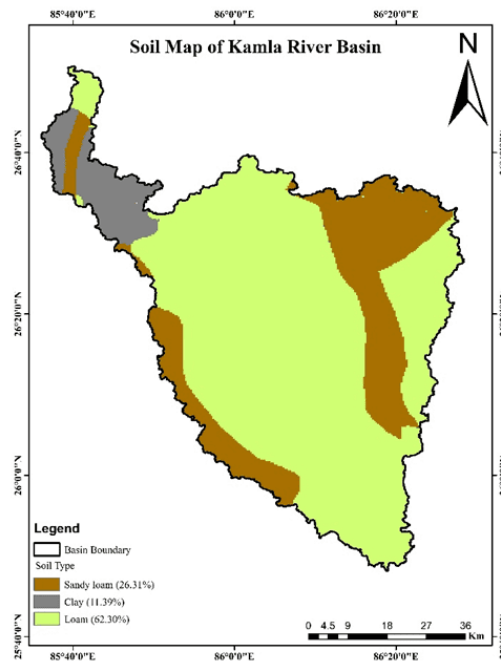 85°40'0"E
86°0'0"E
86°20'0"E
Soil Map of Kamla River Basin
N
26°40'0"N
26°20'0"N
26°0'0"N
25°40'0"N
Legend
Basin Boundary
Soil Type
Sandy loam (26.31%)
Clay (11.39%)
Loam (62.30%)
0 4.5 9 18 27 36
Km
85°40'0"E
86°0'0"E
86°20'0"E